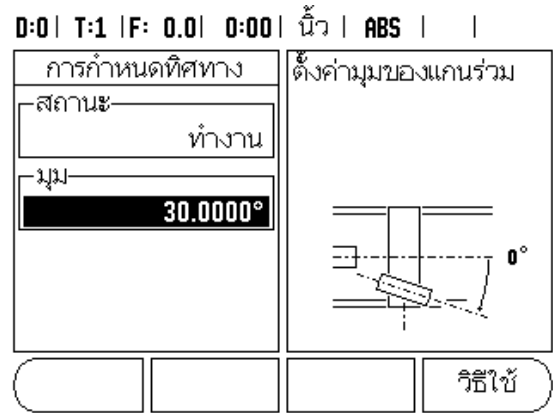 D:0| T:1 |F: 0.0| 0:00| นิ้ว | ABS | |
การกำหนดทิศทาง
สถานะ
ทำงาน
มุม
30.0000°
ตั้งค่ามุมของแกนร่วม
0°
วิธีใช้